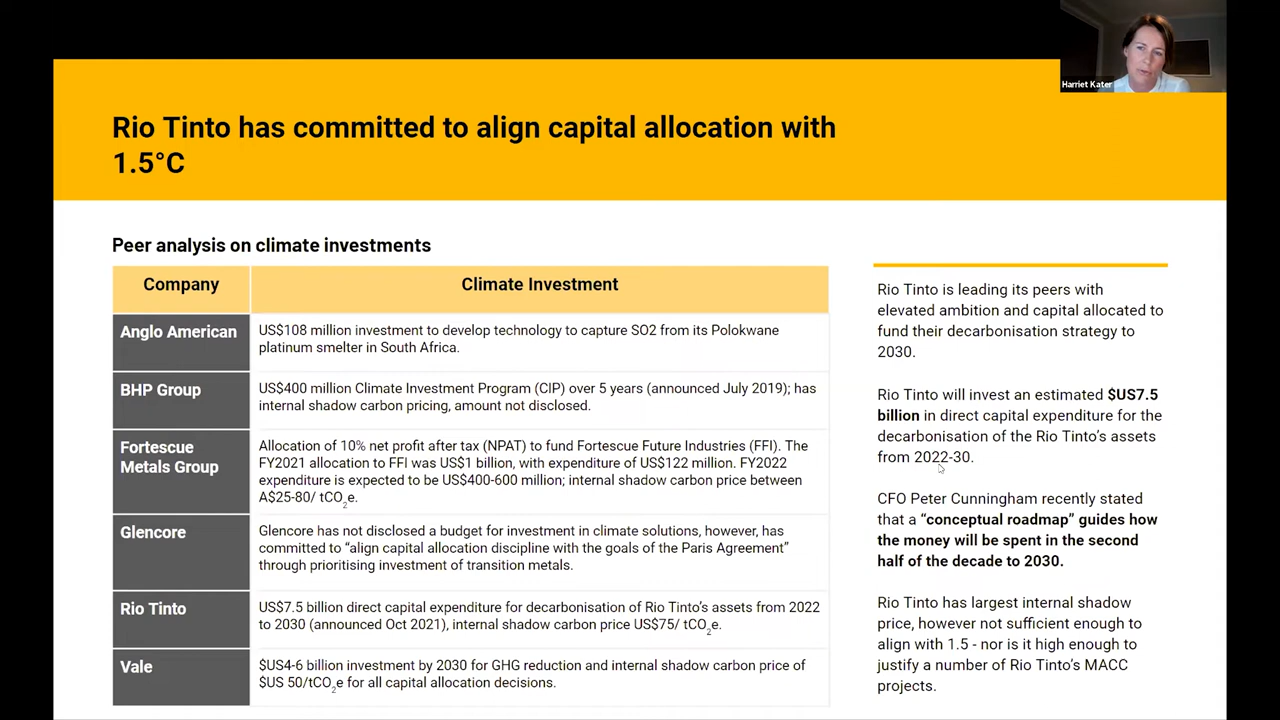 Harriet Kater
Rio Tinto has committed to align capital allocation with
1.5°C
Peer analysis on climate investments
Company
Climate Investment
Anglo American
US$108 million investment to develop technology to capture SO2 from its Polokwane
platinum smelter in South Africa.
BHP Group
US$400 million Climate Investment Program (CIP) over 5 years (announced July 2019); has
internal shadow carbon pricing, amount not disclosed.
Fortescue
Metals Group
Allocation of 10% net profit after tax (NPAT) to fund Fortescue Future Industries (FFI). The
FY2021 allocation to FFI was US$1 billion, with expenditure of US$122 million. FY2022
expenditure is expected to be US$400-600 million; internal shadow carbon price between
A$25-80/ tCO2e.
Glencore
Glencore has not disclosed a budget for investment in climate solutions, however, has
committed to “align capital allocation discipline with the goals of the Paris Agreement”
through prioritising investment of transition metals.
Rio Tinto
US$7.5 billion direct capital expenditure for decarbonisation of Rio Tinto’s assets from 2022
to 2030 (announced Oct 2021), internal shadow carbon price US$75/ tCO2e.
Vale
$US4-6 billion investment by 2030 for GHG reduction and internal shadow carbon price of
$US 50/tCO2e for all capital allocation decisions.
Rio Tinto is leading its peers with
elevated ambition and capital allocated to
fund their decarbonisation strategy to
2030.
Rio Tinto will invest an estimated $US7.5
billion in direct capital expenditure for the
decarbonisation of the Rio Tinto’s assets
from 2022-30.
CFO Peter Cunningham recently stated
that a “conceptual roadmap” guides how
the money will be spent in the second
half of the decade to 2030.
Rio Tinto has largest internal shadow
price, however not sufficient enough to
align with 1.5 - nor is it high enough to
justify a number of Rio Tinto’s MACC
projects.